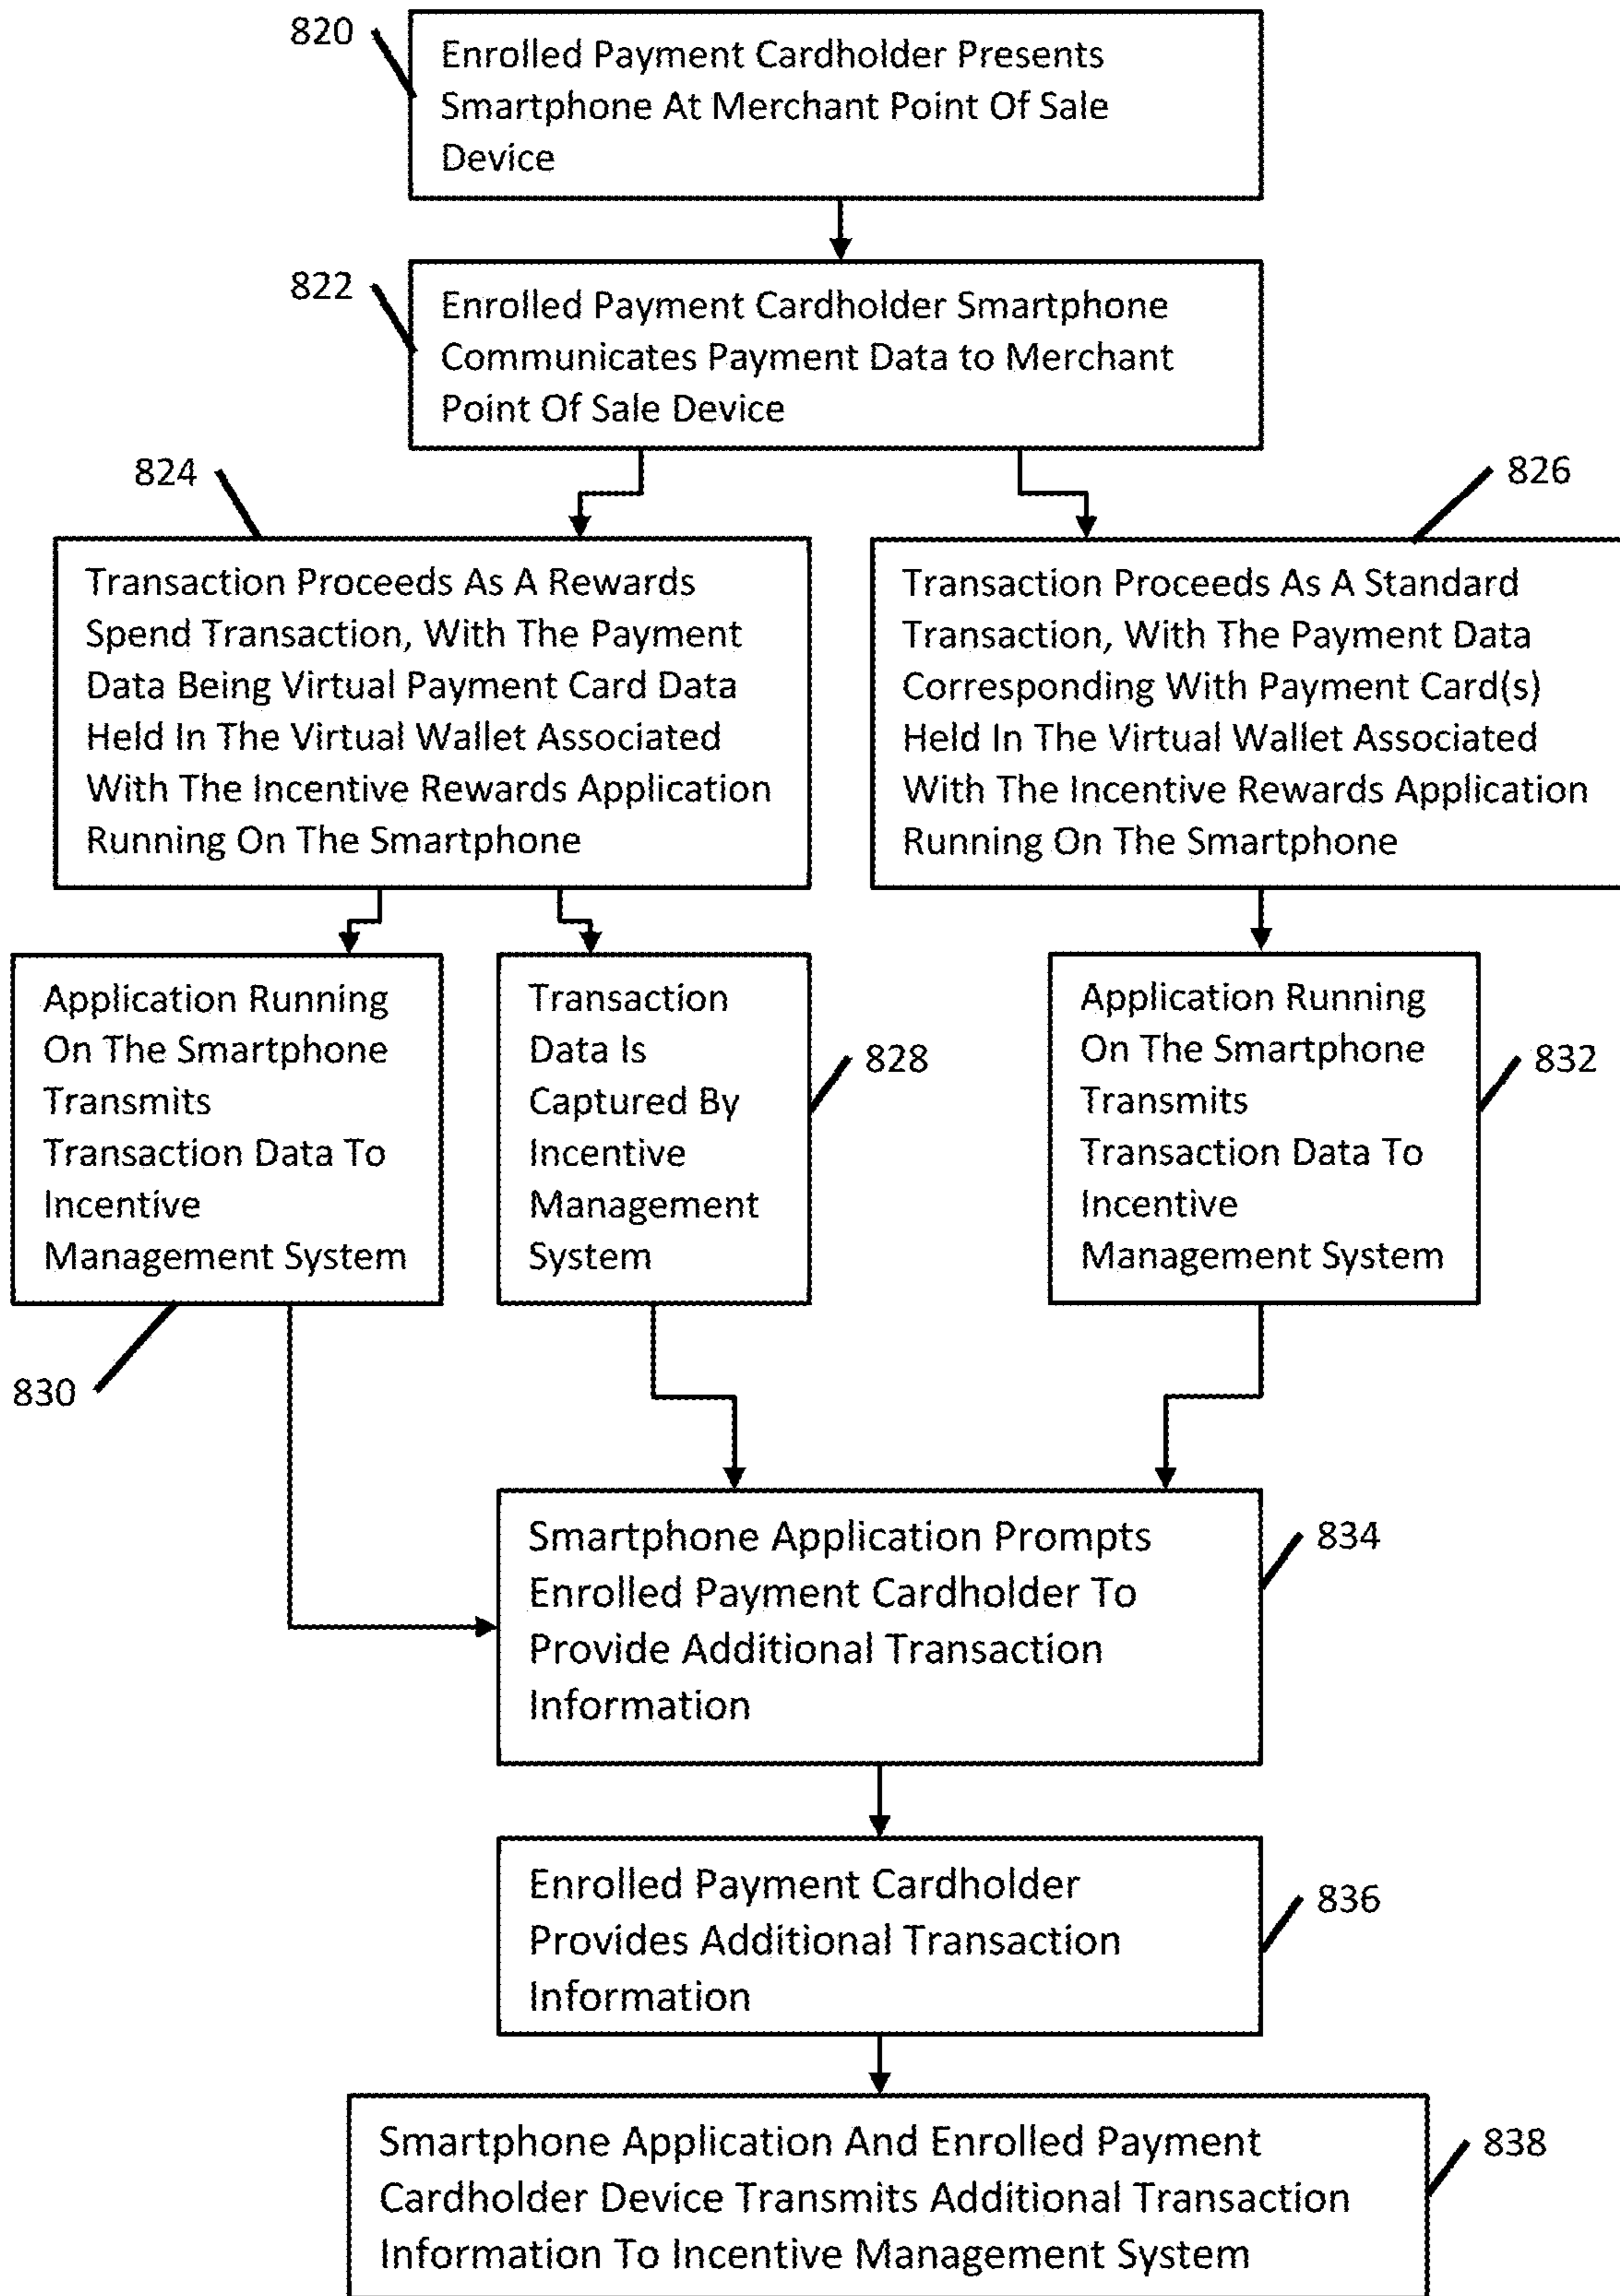 820
Enrolled Payment Cardholder Presents
Smartphone At Merchant Point Of Sale
Device
822
Enrolled Payment Cardholder Smartphone
Communicates Payment Data to Merchant
Point Of Sale Device
824
826
Transaction Proceeds As A Rewards
Spend Transaction, With The Payment
Data Being Virtual Payment Card Data
Held In The Virtual Wallet Associated
With The Incentive Rewards Application
Running On The Smartphone
Transaction Proceeds As A Standard
Transaction, With The Payment Data
Corresponding With Payment Card(s)
Held In The Virtual Wallet Associated
With The Incentive Rewards Application
Running On The Smartphone
Application Running
On The Smartphone
Transmits
Transaction Data To
Incentive
Management System
830
Transaction
Data Is
Captured By
Incentive
Management
System
828
Application Running
On The Smartphone
Transmits
Transaction Data To
Incentive
Management System
832
Smartphone Application Prompts
Enrolled Payment Cardholder To
Provide Additional Transaction
Information
834
Enrolled Payment Cardholder
Provides Additional Transaction
Information
836
Smartphone Application And Enrolled Payment
Cardholder Device Transmits Additional Transaction
Information To Incentive Management System
838